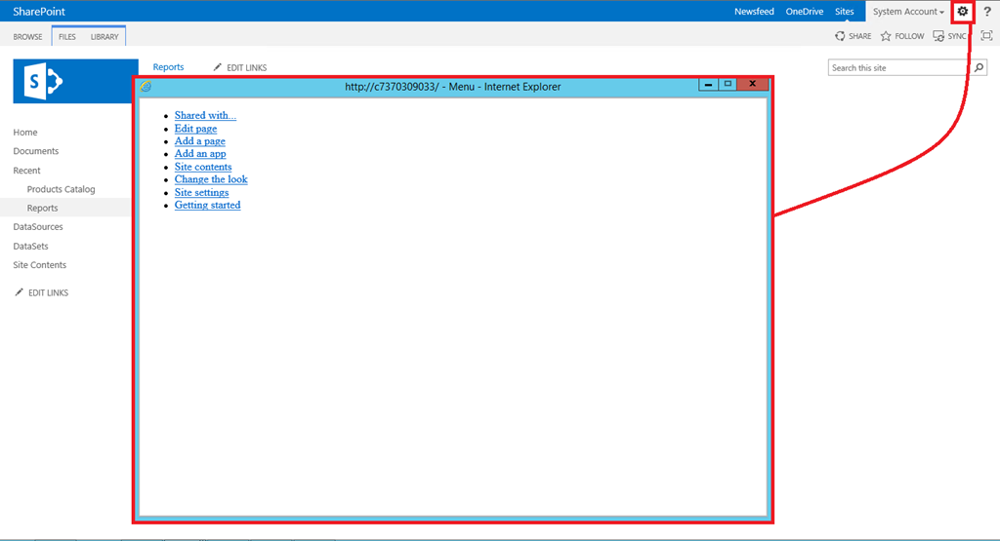 SharePoint
Newsfeed OneDrive Sites System Account ?
BROWSE FILES LIBRARY
SHARE FOLLOW SYNC
S
Reports EDIT LINKS
Search this site
http://c7370309033/ - Menu - Internet Explorer
Shared with...
Edit page
Add a page
Add an app
Site contents
Change the look
Site settings
Getting started
Home
Documents
Recent
Products Catalog
Reports
DataSources
DataSets
Site Contents
EDIT LINKS